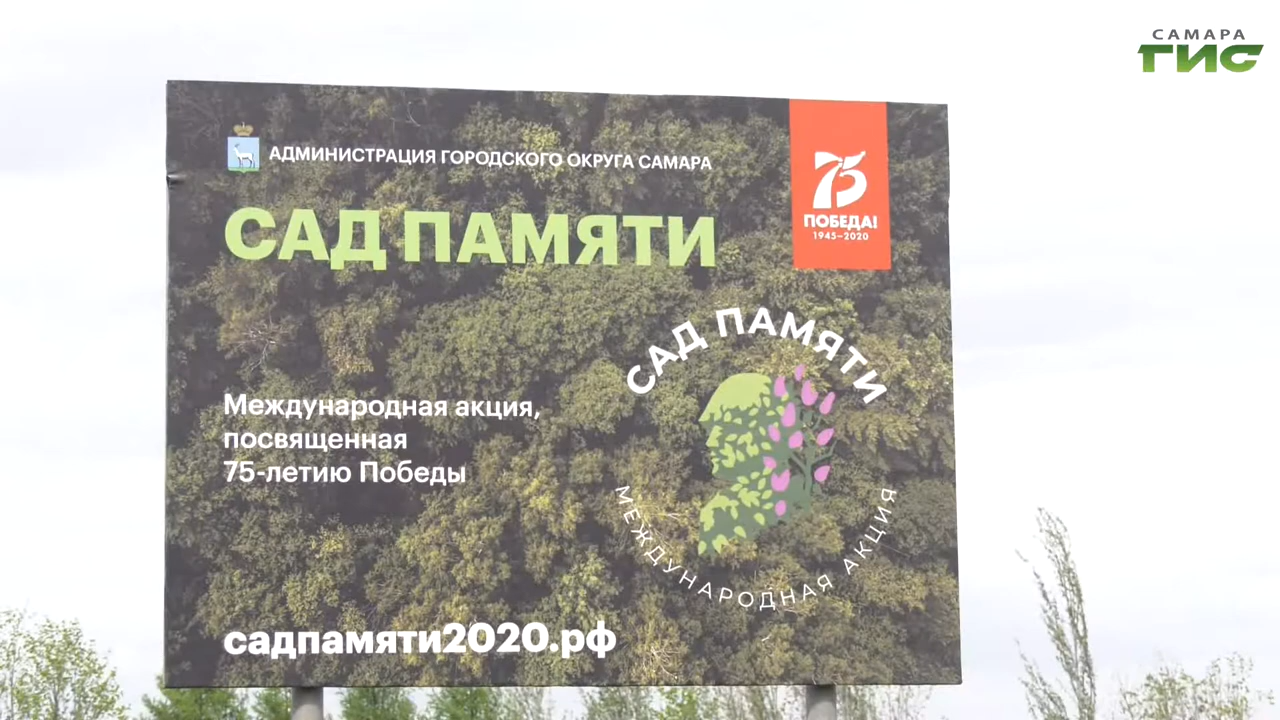 САМАРА
ГИС
АДМИНИСТРАЦИЯ ГОРОДСКОГО ОКРУГА САМАРА
САД ПАМЯТИ
75
ПОБЕДА!
1945–2020
САД ПАМЯТИ
МЕЖДУНАРОДНАЯ АКЦИЯ
Международная акция,
посвященная
75-летию Победы
садпамяти2020.рф